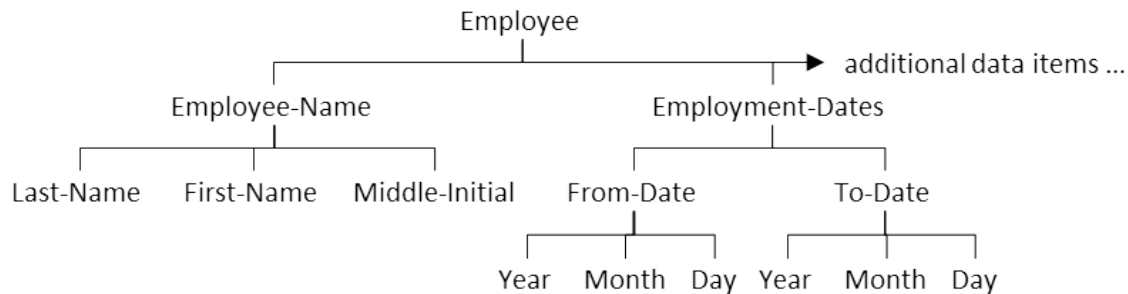 Employee
additional data items ...
Employee-Name Employment-Dates
Last-Name First-Name Middle-Initial From-Date To-Date
Year Month Day Year Month Day